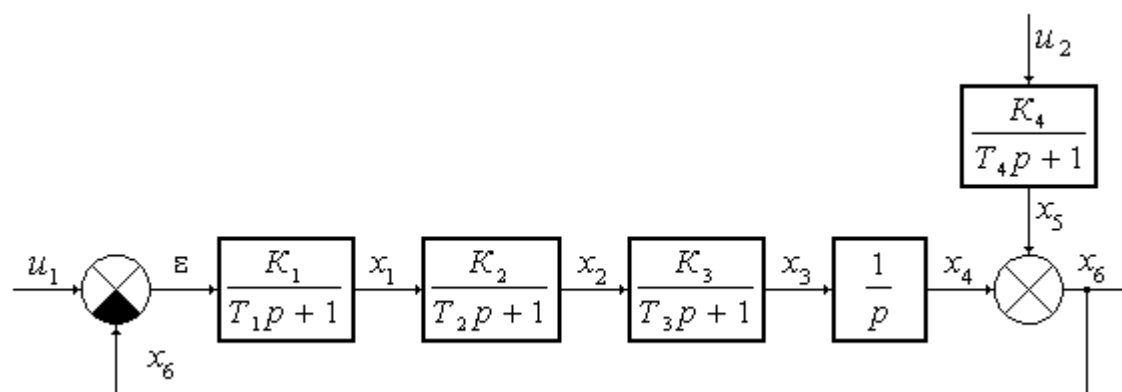 u₂
K₄
T₄p + 1
x₅
u₁
ε
K₁
T₁p + 1
x₁
K₂
T₂p + 1
x₂
K₃
T₃p + 1
x₃
1
p
x₄
x₆
x₆